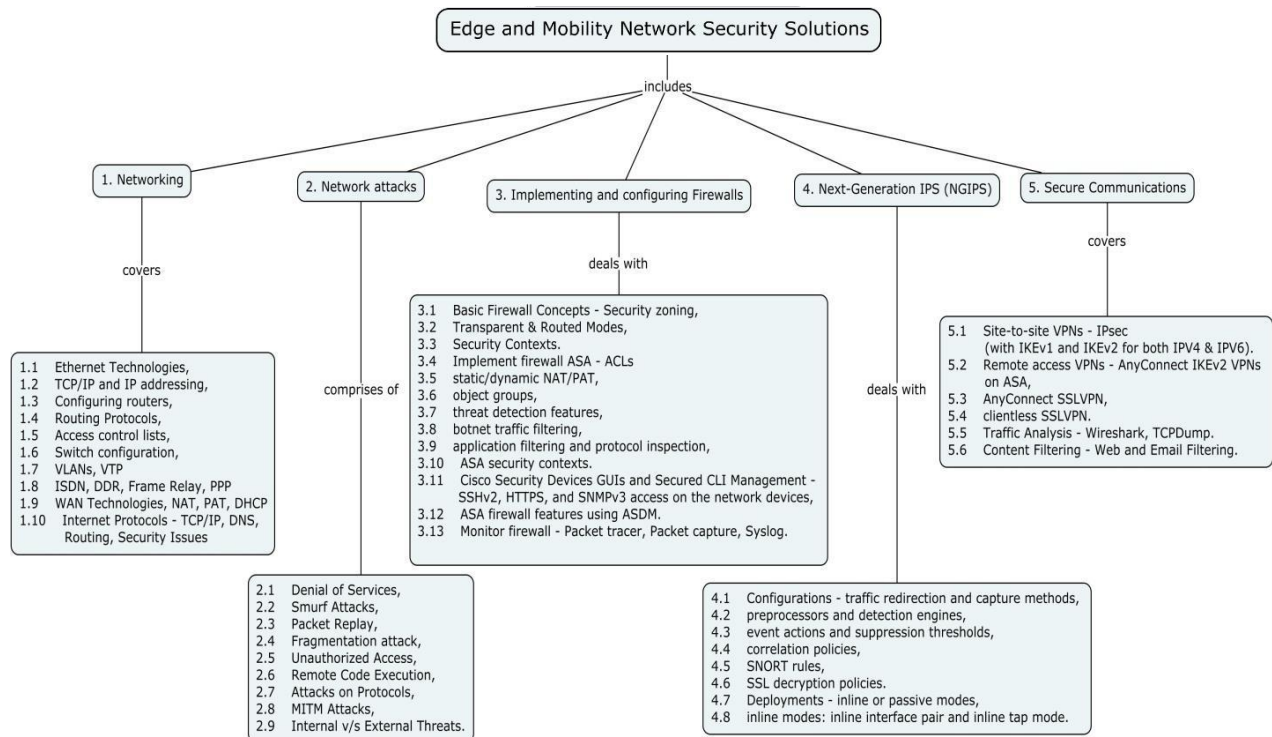 Edge and Mobility Network Security Solutions
includes
1. Networking
2. Network attacks
3. Implementing and configuring Firewalls
4. Next-Generation IPS (NGIPS)
5. Secure Communications
covers
1.1 Ethernet Technologies,
1.2 TCP/IP and IP addressing,
1.3 Configuring routers,
1.4 Routing Protocols,
1.5 Access control lists,
1.6 Switch configuration,
1.7 VLANs, VTP
1.8 ISDN, DDR, Frame Relay, PPP
1.9 WAN Technologies, NAT, PAT, DHCP
1.10 Internet Protocols - TCP/IP, DNS,
Routing, Security Issues
comprises of
2.1 Denial of Services,
2.2 Smurf Attacks,
2.3 Packet Replay,
2.4 Fragmentation attack,
2.5 Unauthorized Access,
2.6 Remote Code Execution,
2.7 Attacks on Protocols,
2.8 MITM Attacks,
2.9 Internal v/s External Threats.
deals with
3.1 Basic Firewall Concepts - Security zoning,
3.2 Transparent & Routed Modes,
3.3 Security Contexts.
3.4 Implement firewall ASA - ACLs
3.5 static/dynamic NAT/PAT,
3.6 object groups,
3.7 threat detection features,
3.8 botnet traffic filtering,
3.9 application filtering and protocol inspection,
3.10 ASA security contexts.
3.11 Cisco Security Devices GUIs and Secured CLI Management -
SSHv2, HTTPS, and SNMPv3 access on the network devices,
3.12 ASA firewall features using ASDM.
3.13 Monitor firewall - Packet tracer, Packet capture, Syslog.
deals with
4.1 Configurations - traffic redirection and capture methods,
4.2 preprocessors and detection engines,
4.3 event actions and suppression thresholds,
4.4 correlation policies,
4.5 SNORT rules,
4.6 SSL decryption policies.
4.7 Deployments - inline or passive modes,
4.8 inline modes: inline interface pair and inline tap mode.
covers
5.1 Site-to-site VPNs - IPsec
(with IKEv1 and IKEv2 for both IPV4 & IPV6).
5.2 Remote access VPNs - AnyConnect IKEv2 VPNs
on ASA,
5.3 AnyConnect SSLVPN,
5.4 clientless SSLVPN.
5.5 Traffic Analysis - Wireshark, TCPDump.
5.6 Content Filtering - Web and Email Filtering.